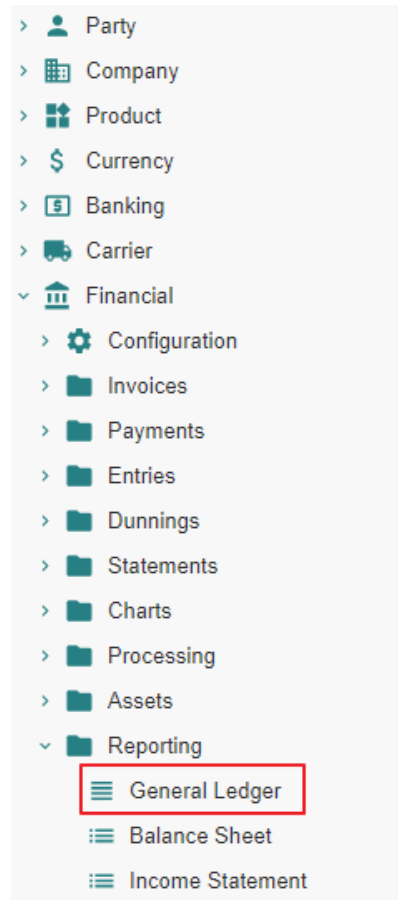 Party
Company
Product
$ Currency
Banking
Carrier
Financial
Configuration
Invoices
Payments
Entries
Dunnings
Statements
Charts
Processing
Assets
Reporting
General Ledger
Balance Sheet
Income Statement